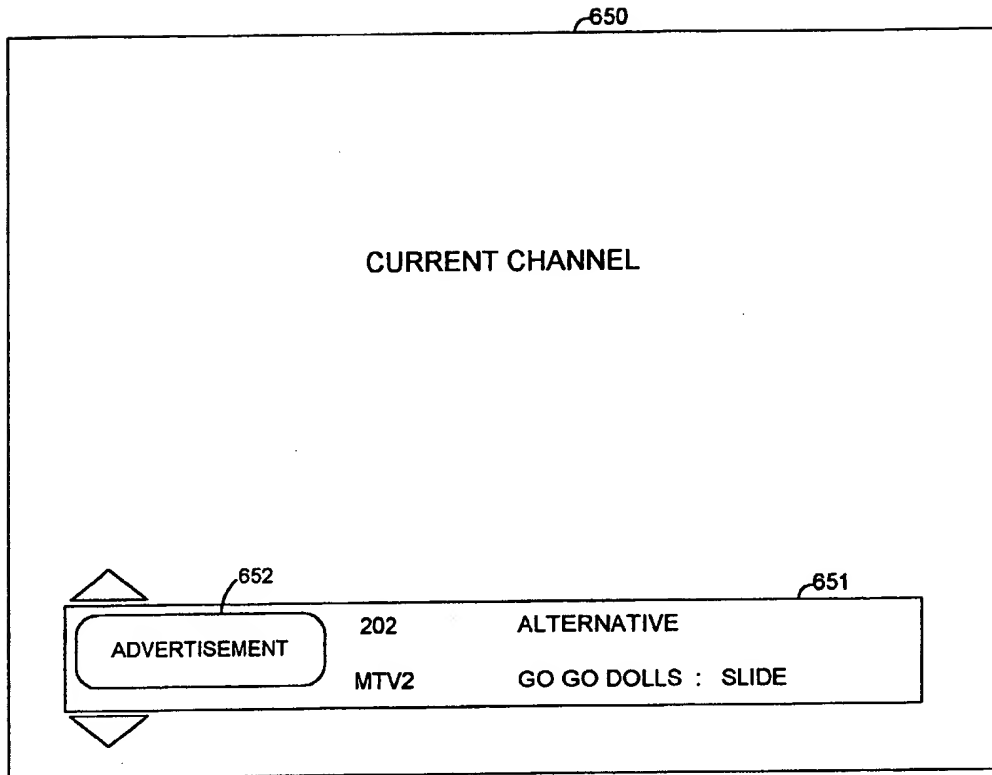 650
CURRENT CHANNEL
652
651
ADVERTISEMENT
202 ALTERNATIVE
MTV2 GO GO DOLLS : SLIDE